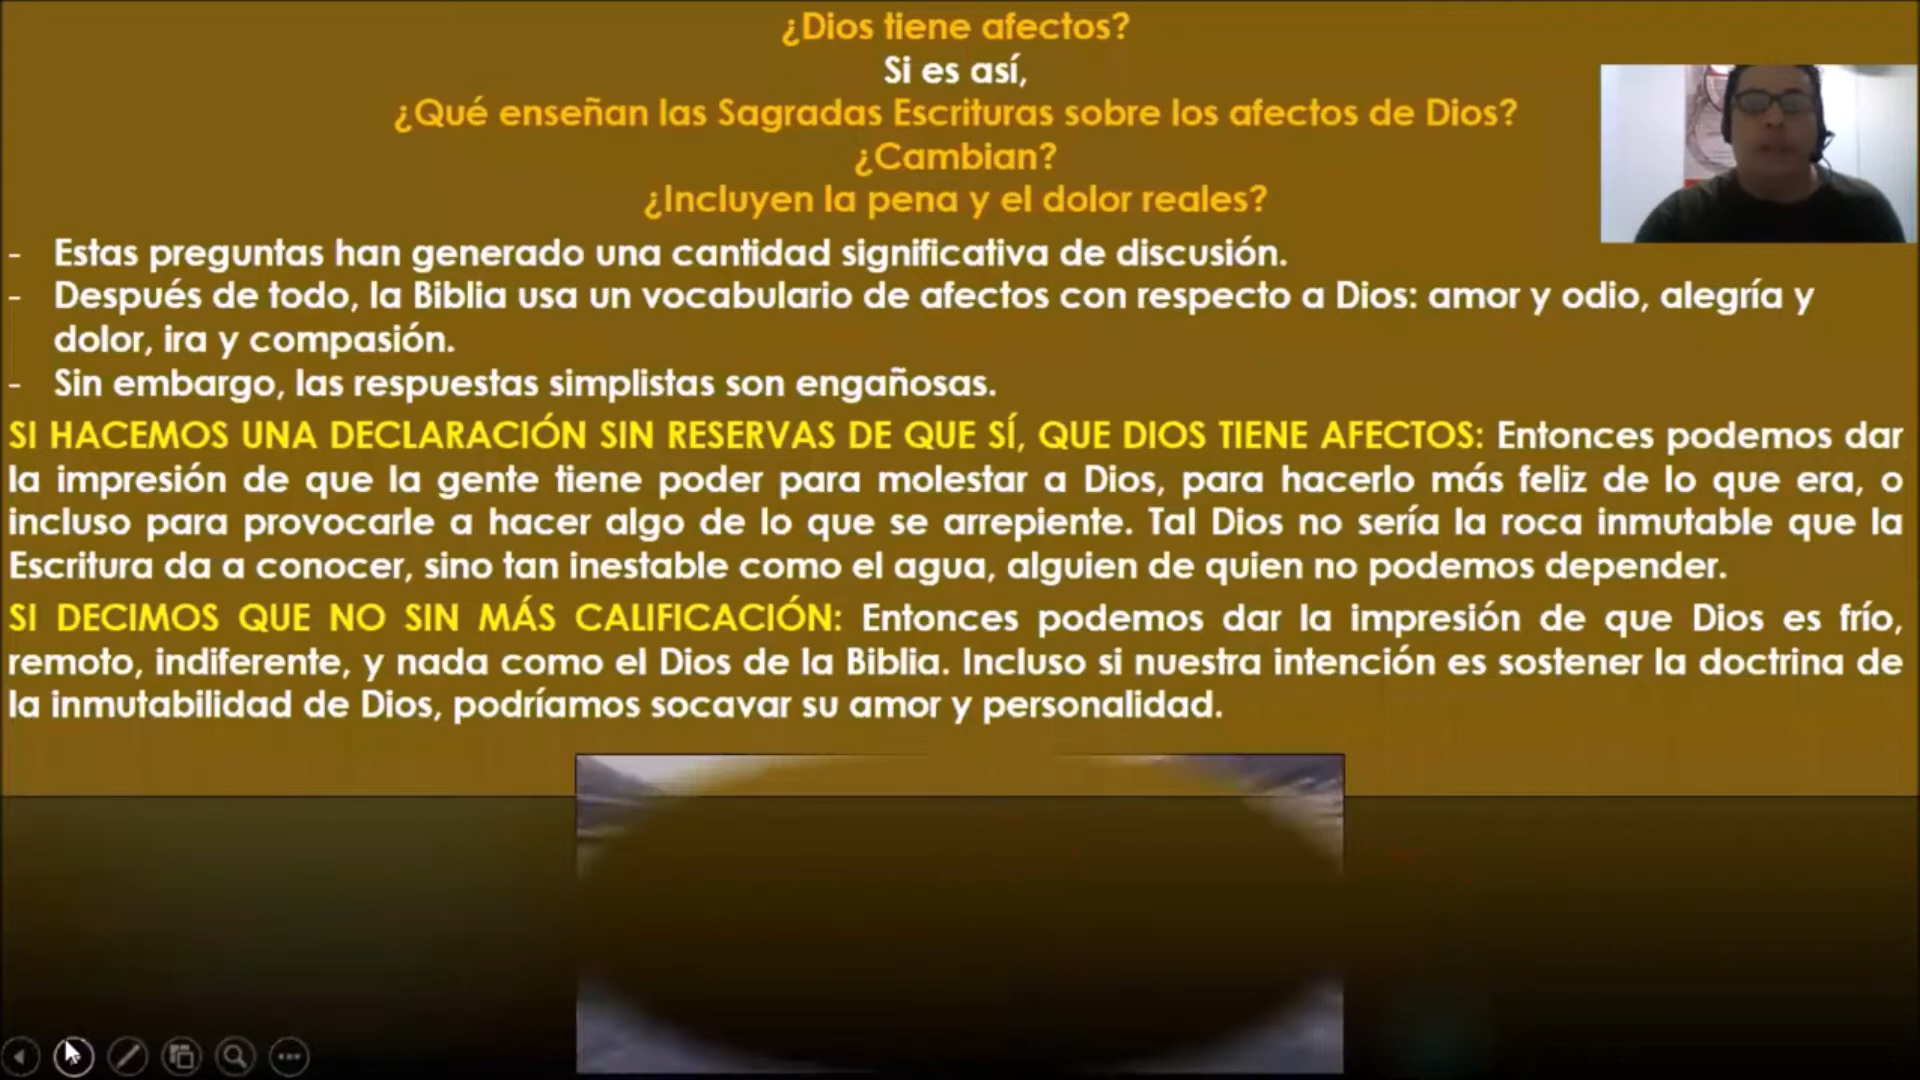 ¿Dios tiene afectos?
Si es así,
¿Qué enseñan las Sagradas Escrituras sobre los afectos de Dios?
¿Cambian?
¿Incluyen la pena y el dolor reales?
- Estas preguntas han generado una cantidad significativa de discusión.
- Después de todo, la Biblia usa un vocabulario de afectos con respecto a Dios: amor y odio, alegría y
dolor, ira y compasión.
- Sin embargo, las respuestas simplistas son engañosas.
SI HACEMOS UNA DECLARACIÓN SIN RESERVAS DE QUE SÍ, QUE DIOS TIENE AFECTOS: Entonces podemos dar
la impresión de que la gente tiene poder para molestar a Dios, para hacerlo más feliz de lo que era, o
incluso para provocarle a hacer algo de lo que se arrepiente. Tal Dios no sería la roca inmutable que la
Escritura da a conocer, sino tan inestable como el agua, alguien de quien no podemos depender.
SI DECIMOS QUE NO SIN MÁS CALIFICACIÓN: Entonces podemos dar la impresión de que Dios es frío,
remoto, indiferente, y nada como el Dios de la Biblia. Incluso si nuestra intención es sostener la doctrina de
la inmutabilidad de Dios, podríamos socavar su amor y personalidad.